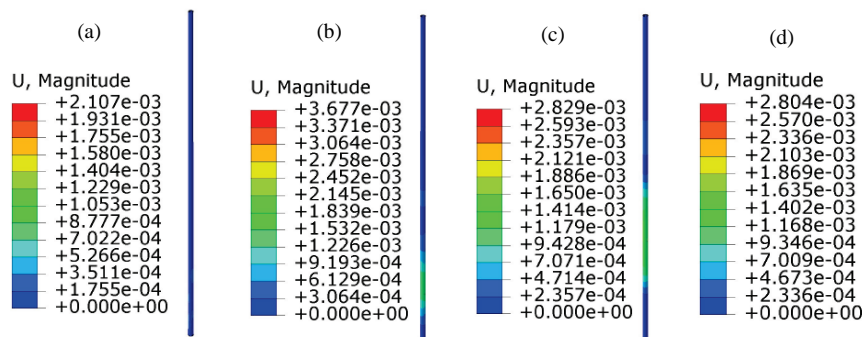 (a)
U, Magnitude
+2.107e-03
+1.931e-03
+1.755e-03
+1.580e-03
+1.404e-03
+1.229e-03
+1.053e-03
+8.777e-04
+7.022e-04
+5.266e-04
+3.511e-04
+1.755e-04
+0.000e+00
(b)
U, Magnitude
+3.677e-03
+3.371e-03
+3.064e-03
+2.758e-03
+2.452e-03
+2.145e-03
+1.839e-03
+1.532e-03
+1.226e-03
+9.193e-04
+6.129e-04
+3.064e-04
+0.000e+00
(c)
U, Magnitude
+2.829e-03
+2.593e-03
+2.357e-03
+2.121e-03
+1.886e-03
+1.650e-03
+1.414e-03
+1.179e-03
+9.428e-04
+7.071e-04
+4.714e-04
+2.357e-04
+0.000e+00
(d)
U, Magnitude
+2.804e-03
+2.570e-03
+2.336e-03
+2.103e-03
+1.869e-03
+1.635e-03
+1.402e-03
+1.168e-03
+9.346e-04
+7.009e-04
+4.673e-04
+2.336e-04
+0.000e+00